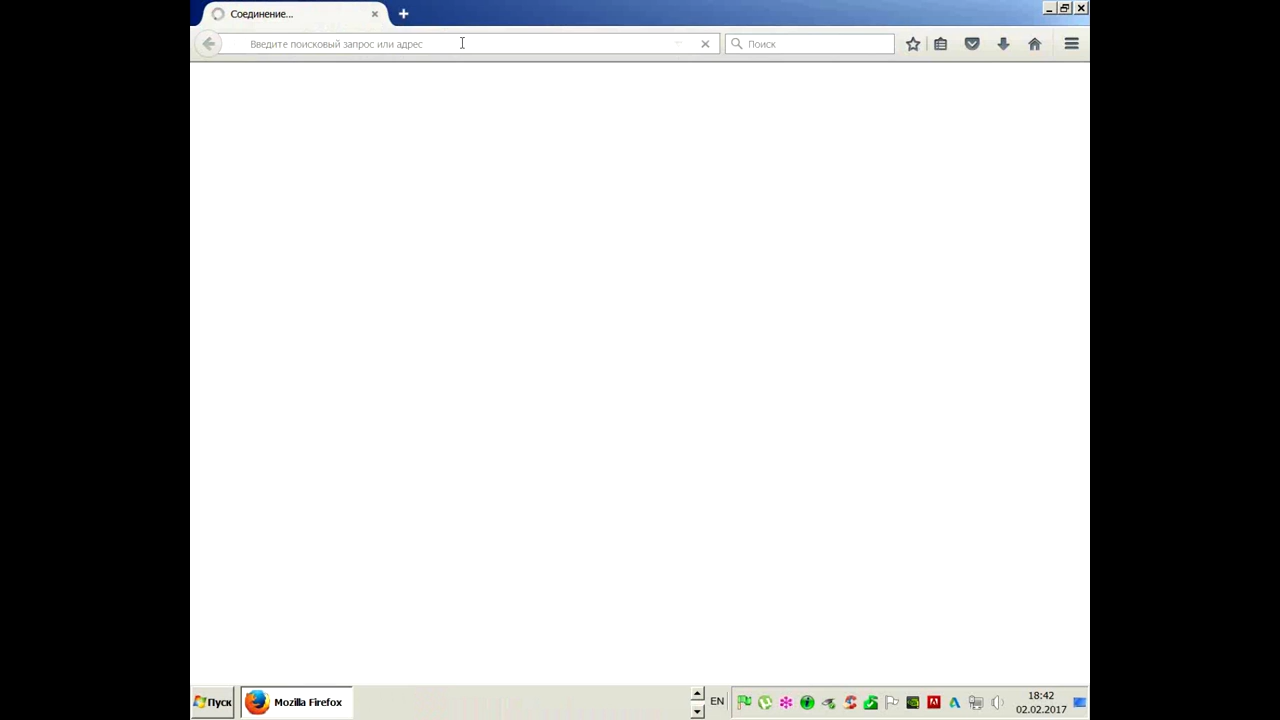 Соединение...
Введите поисковый запрос или адрес
Поиск
Пуск
Mozilla Firefox
EN
18:42
02.02.2017